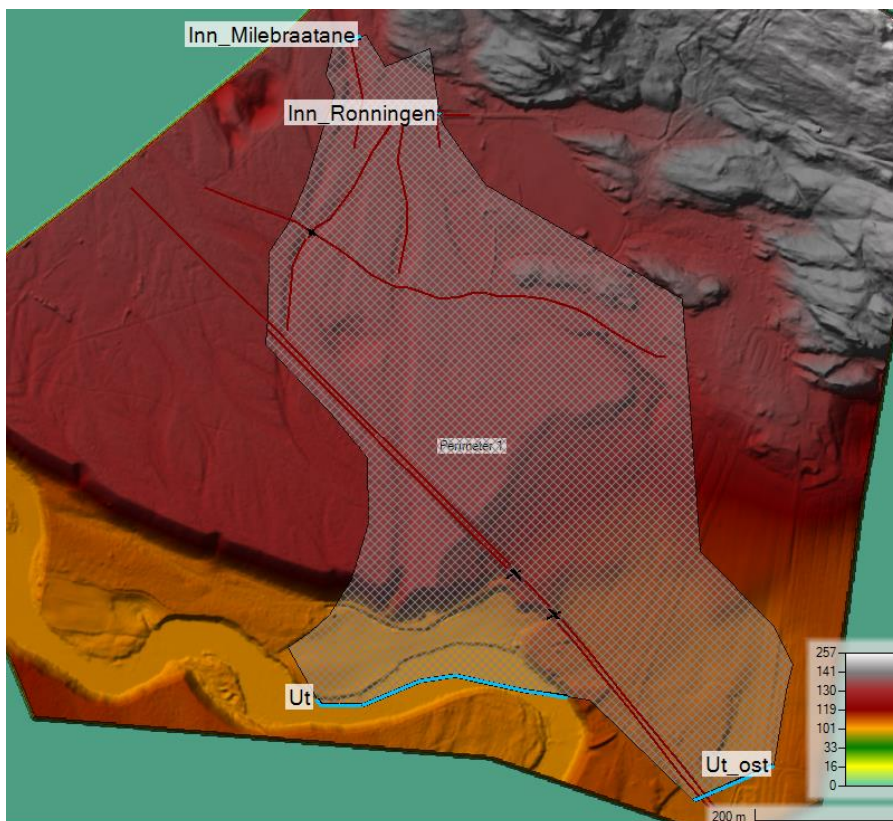 Inn_Milebraatane
Inn_Ronningen
Perimeter 1
Ut
Ut_ost
257
141
130
119
101
33
16
0
200 m